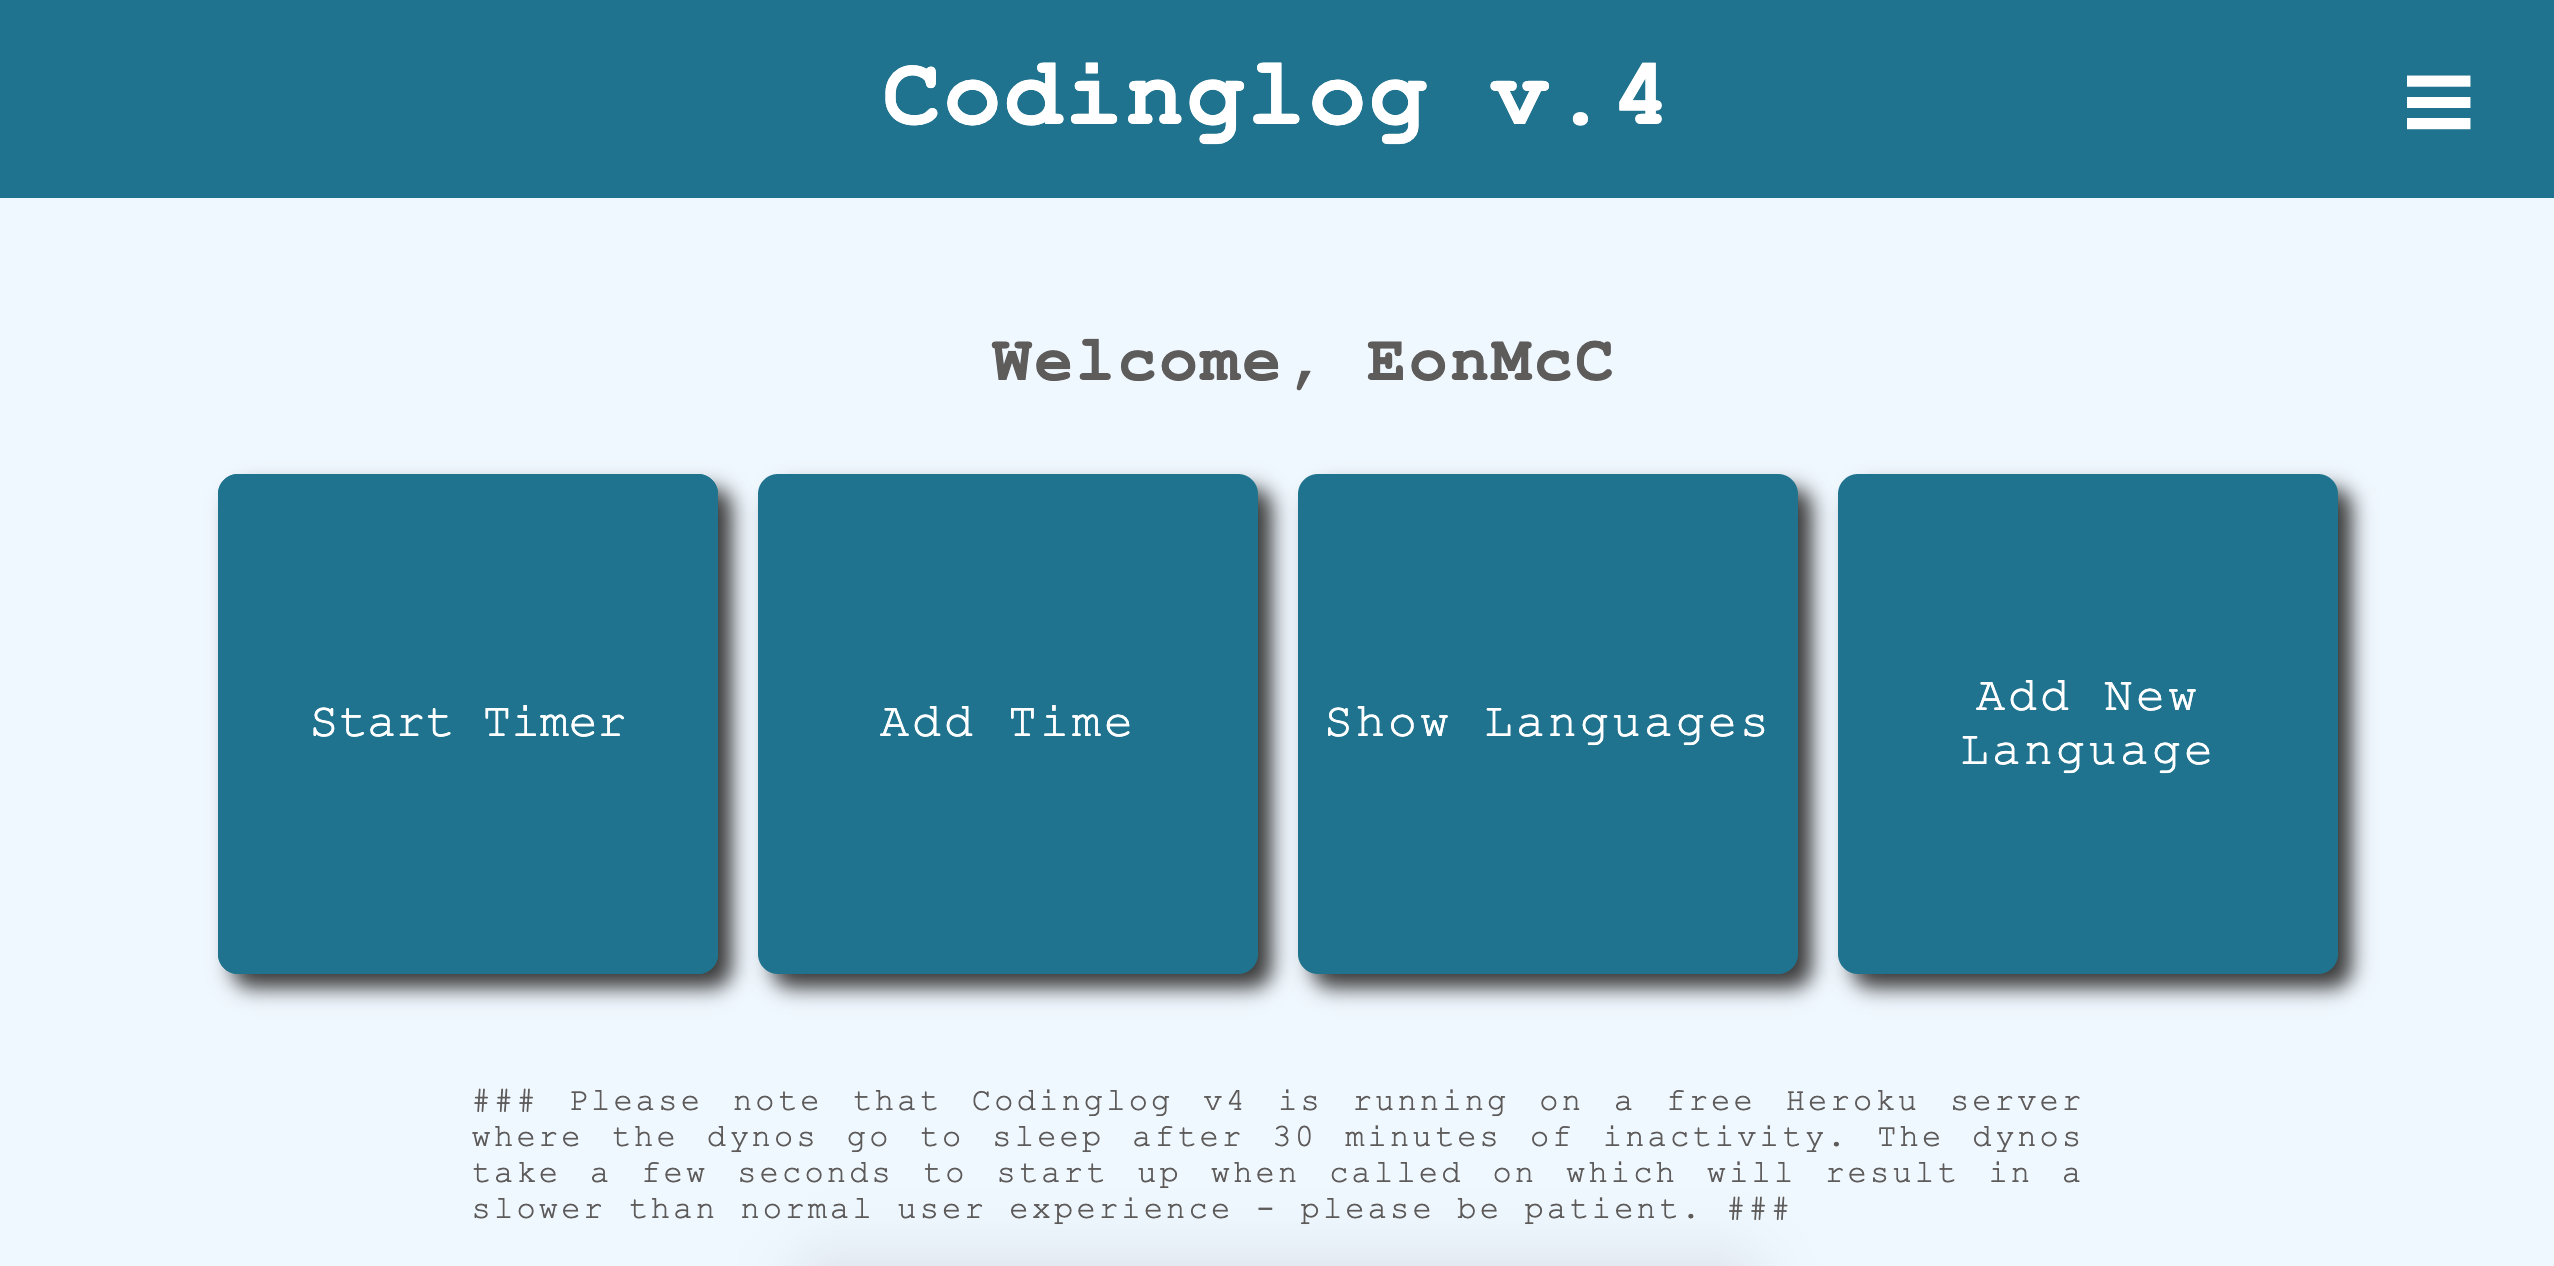 Codinglog v.4
Welcome, EonMcC
Start Timer
Add Time
Show Languages
Add New
Language
### Please note that Codinglog v4 is running on a free Heroku server
where the dynos go to sleep after 30 minutes of inactivity. The dynos
take a few seconds to start up when called on which will result in a
slower than normal user experience - please be patient. ###